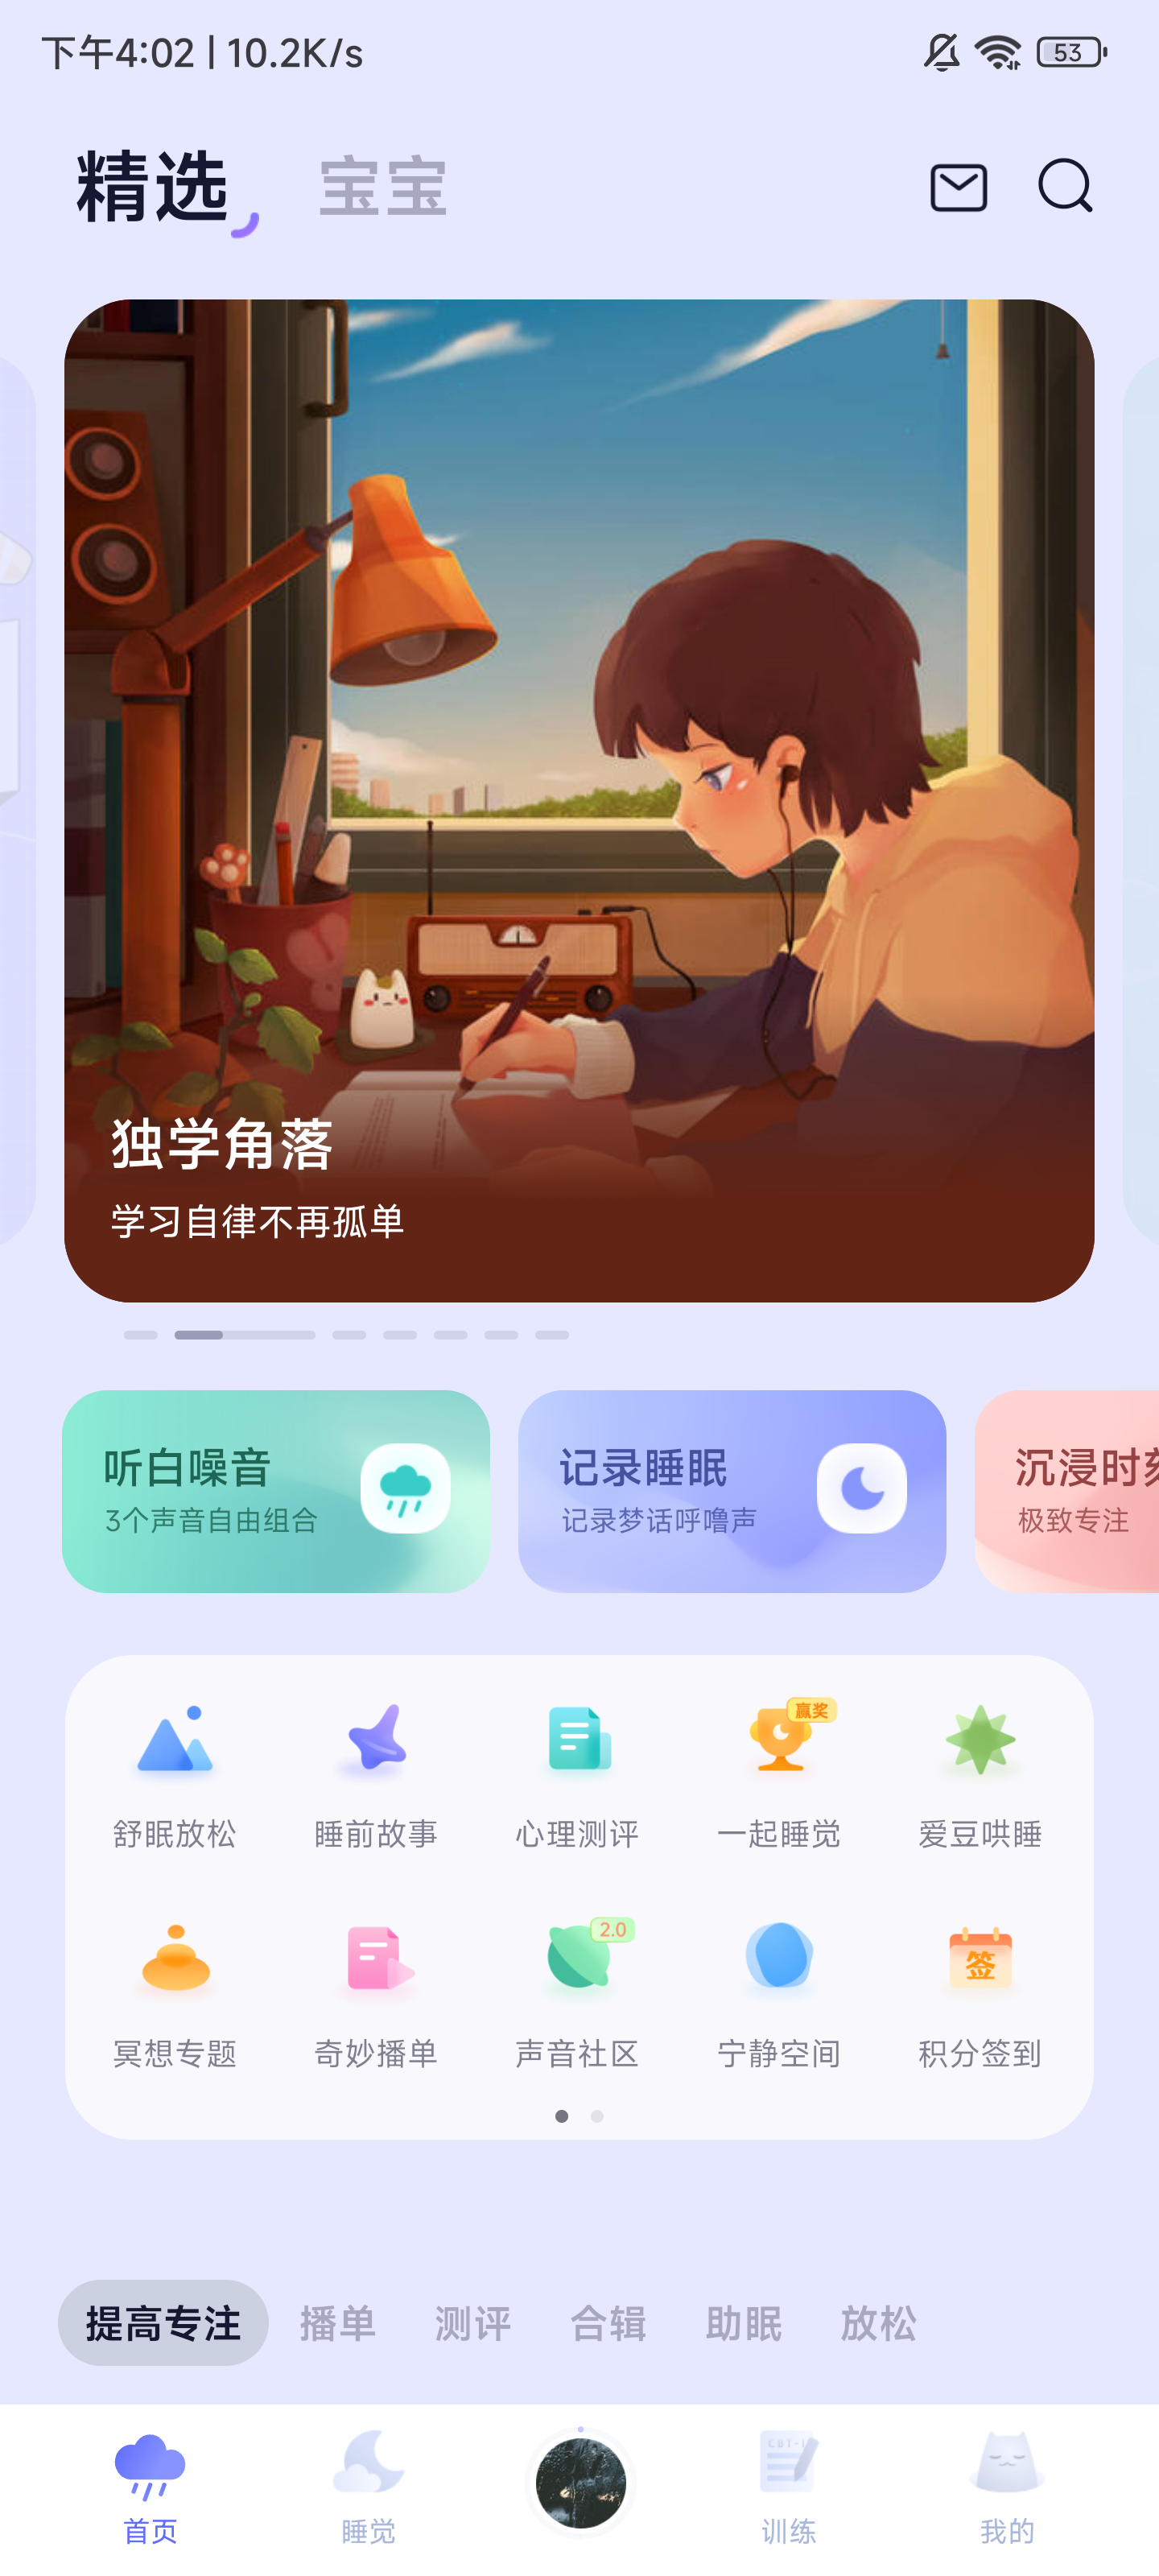 下午4:02 | 10.2K/s
53
精选 宝宝
独学角落
学习自律不再孤单
听白噪音
3个声音自由组合
记录睡眠
记录梦话呼噜声
沉浸时刻
极致专注
赢奖
舒眠放松 睡前故事 心理测评 一起睡觉 爱豆哄睡
2.0
签
冥想专题 奇妙播单 声音社区 宁静空间 积分签到
提高专注 播单 测评 合辑 助眠 放松
CBT-I
首页 睡觉 训练 我的